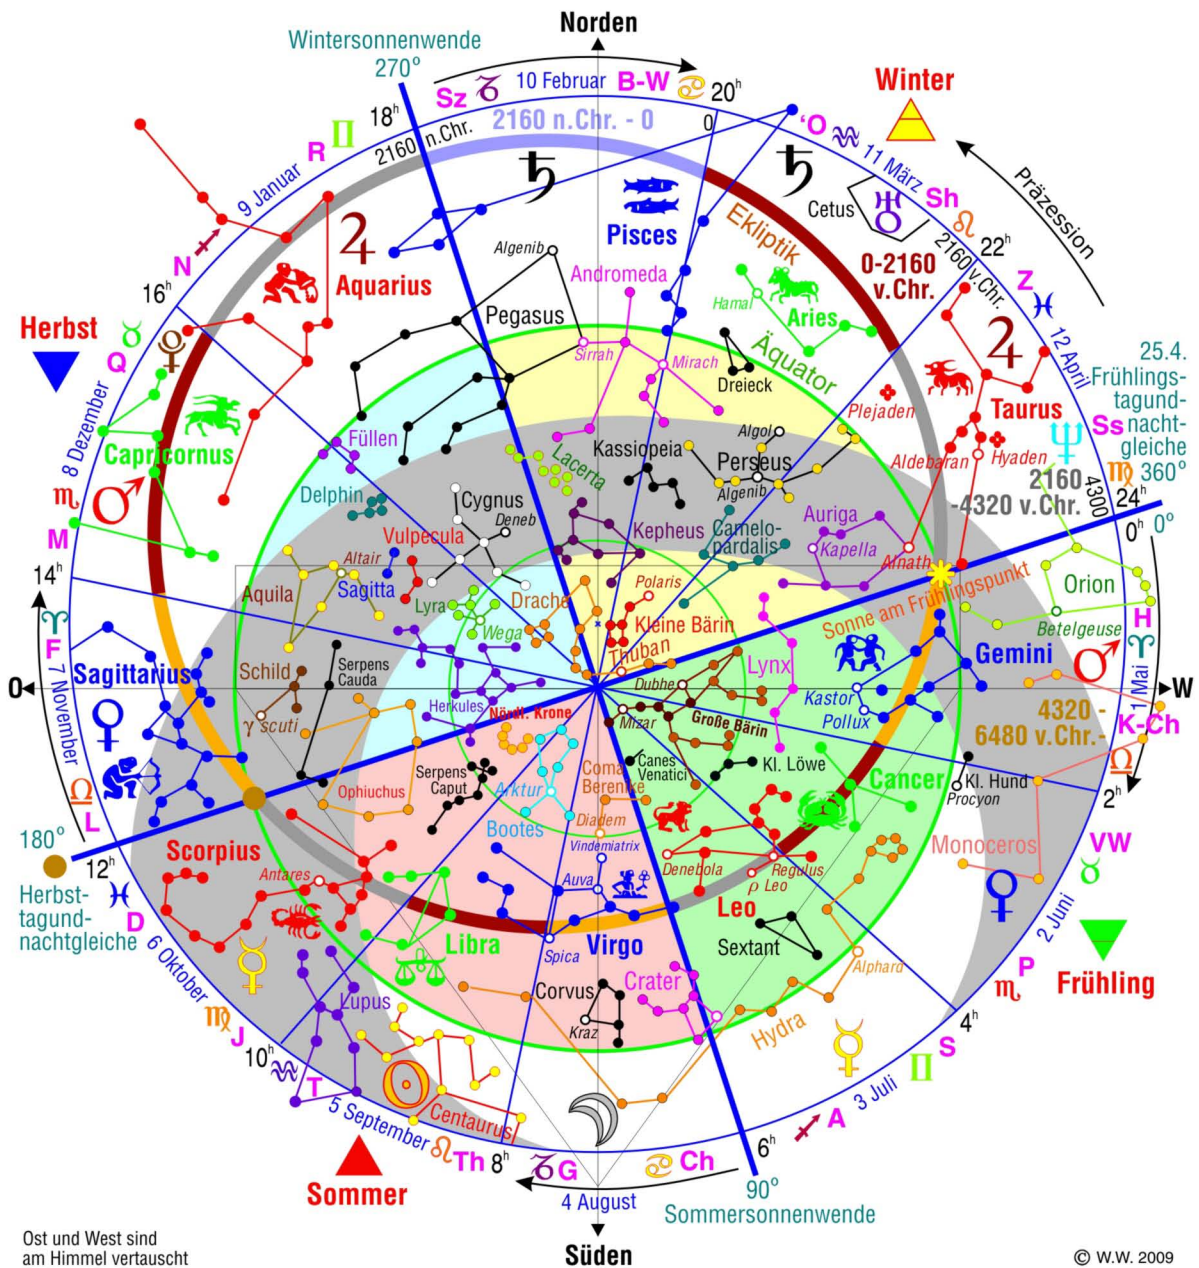 Norden
Wintersonnenwende
270°
Sz ♑ 10 Februar B-W ♋ 20ʰ
Winter
18ʰ
2160 n.Chr.
2160 n.Chr. - 0
0
'O ♒
11 März
Präzession
R ♊
9 Januar
N ♐
♃
Aquarius
♄
Pisces
♄
Cetus
♅
Sh ♌
22ʰ
Ekliptik
0-2160
v.Chr.
2160 v.Chr.
Z ♓
12 April
16ʰ
Herbst
♉
Q
♇
Algenib
Pegasus
Andromeda
Sirrah
Mirach
Hamal
Aries
Äquator
Dreieck
♃
Taurus
Plejaden
Hyaden
Aldebaran
25.4.
Frühlings-
tagund-
nacht-
gleiche
360°
Ss
♆
♍
24ʰ
8 Dezember
Capricornus
♏
♂
M
14ʰ
Füllen
Delphin
Lacerta
Kassiopeia
Algol
Perseus
Algenib
2160
-4320 v.Chr.
4300
0ʰ
0°
Cygnus
Deneb
Vulpecula
Altair
Aquila
Sagitta
Lyra
Wega
Kepheus
Camelo-
pardalis
Auriga
Kapella
Alnath
Orion
Betelgeuse
H
♈
Drache
Polaris
Kleine Bärin
Thuban
Sonne am Frühlingspunkt
♈
F
7 November
Sagittarius
♀
Schild
γ scuti
Serpens
Cauda
Herkules
Nördl. Krone
Dubhe
Mizar
Große Bärin
Lynx
Kastor
Pollux
Gemini
♂
1 Mai
O
W
K-Ch
4320 -
6480 v.Chr.-
♎
2ʰ
♎
L
180°
12ʰ
Ophiuchus
Serpens
Caput
Arktur
Bootes
Coma
Berenike
Diadem
Canes
Venatici
Kl. Löwe
Cancer
Kl. Hund
Procyon
Monoceros
VW
♉
Herbst-
tagund-
nachtgleiche
♓
D
6 Oktober
Scorpius
Antares
☿
Vindemiatrix
Auva
Denebola
Regulus
ρ Leo
Leo
♀
2 Juni
Frühling
P
♏
Libra
Spica
Virgo
Sextant
Alphard
♍
J
10ʰ
♒
T
Lupus
Corvus
Kraz
Crater
Hydra
☿
4ʰ
S
♊
3 Juli
5 September
Centaurus
♌
Th
8ʰ
♑
G
♋
Ch
6ʰ
♐
A
4 August
90°
Sommersonnenwende
Sommer
Süden
Ost und West sind
am Himmel vertauscht
© W.W. 2009